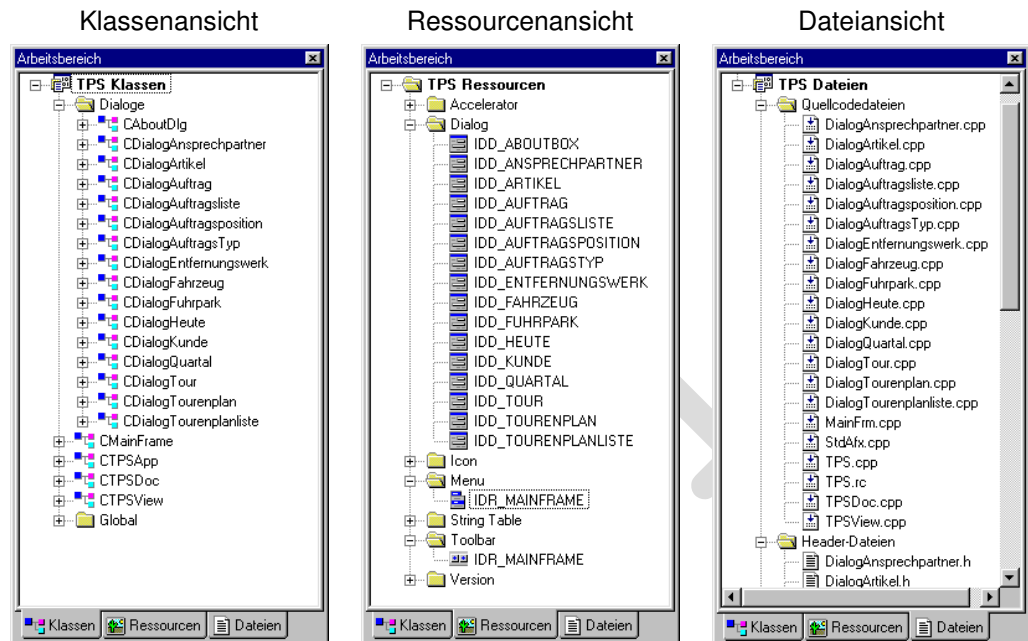 Klassenansicht
Arbeitsbereich
TPS Klassen
Dialoge
CAboutDlg
CDialogAnsprechpartner
CDialogArtikel
CDialogAuftrag
CDialogAuftragsliste
CDialogAuftragsposition
CDialogAuftragsTyp
CDialogEntfernungswerk
CDialogFahrzeug
CDialogFuhrpark
CDialogHeute
CDialogKunde
CDialogQuartal
CDialogTour
CDialogTourenplan
CDialogTourenplanliste
CMainFrame
CTPSApp
CTPSDoc
CTPSView
Global
Klassen Ressourcen Dateien
Ressourcenansicht
Arbeitsbereich
TPS Ressourcen
Accelerator
Dialog
IDD_ABOUTBOX
IDD_ANSPRECHPARTNER
IDD_ARTIKEL
IDD_AUFTRAG
IDD_AUFTRAGSLISTE
IDD_AUFTRAGSPOSITION
IDD_AUFTRAGSTYP
IDD_ENTFERNUNGSWERK
IDD_FAHRZEUG
IDD_FUHRPARK
IDD_HEUTE
IDD_KUNDE
IDD_QUARTAL
IDD_TOUR
IDD_TOURENPLAN
IDD_TOURENPLANLISTE
Icon
Menu
IDR_MAINFRAME
String Table
Toolbar
IDR_MAINFRAME
Version
Klassen Ressourcen Dateien
Dateiansicht
Arbeitsbereich
TPS Dateien
Quellcodedateien
DialogAnsprechpartner.cpp
DialogArtikel.cpp
DialogAuftrag.cpp
DialogAuftragsliste.cpp
DialogAuftragsposition.cpp
DialogAuftragsTyp.cpp
DialogEntfernungswerk.cpp
DialogFahrzeug.cpp
DialogFuhrpark.cpp
DialogHeute.cpp
DialogKunde.cpp
DialogQuartal.cpp
DialogTour.cpp
DialogTourenplan.cpp
DialogTourenplanliste.cpp
MainFrm.cpp
StdAfx.cpp
TPS.cpp
TPS.rc
TPSDoc.cpp
TPSView.cpp
Header-Dateien
DialogAnsprechpartner.h
DialogArtikel.h
Klassen Ressourcen Dateien